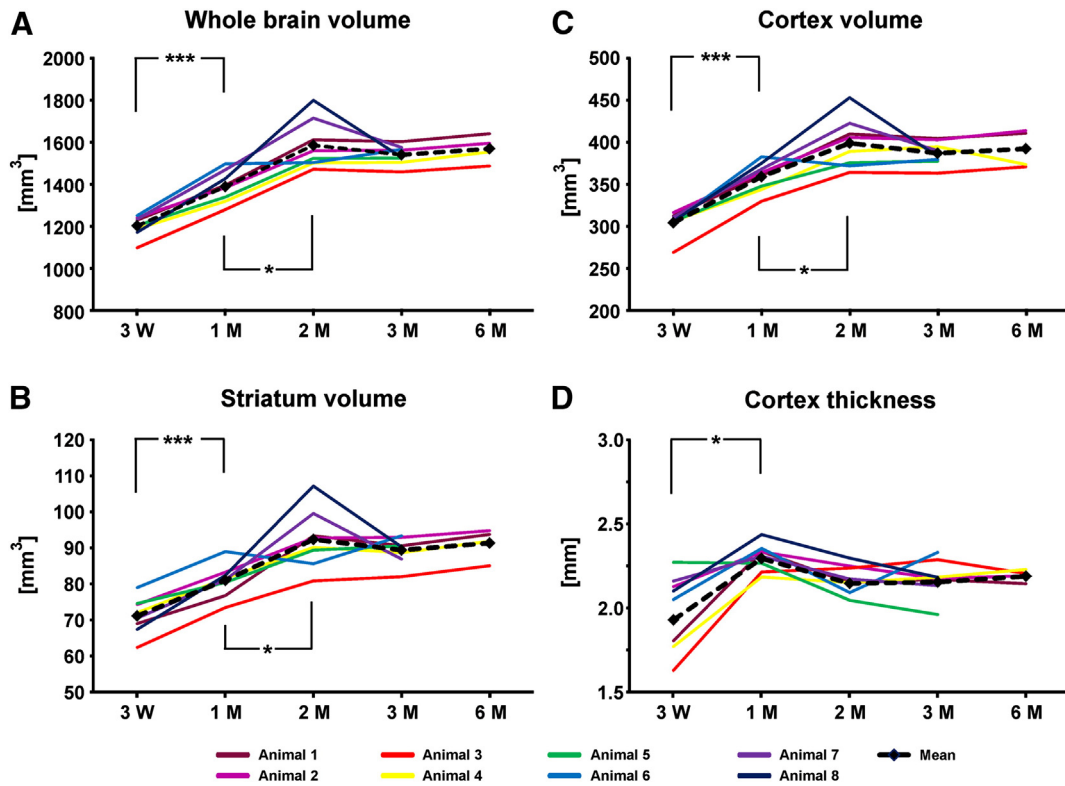 A
Whole brain volume
[mm3]
2000
1800
1600
1400
1200
1000
800
***
*
3 W 1 M 2 M 3 M 6 M
C
Cortex volume
[mm3]
500
450
400
350
300
250
200
***
*
3 W 1 M 2 M 3 M 6 M
B
Striatum volume
[mm3]
120
110
100
90
80
70
60
50
***
*
3 W 1 M 2 M 3 M 6 M
D
Cortex thickness
[mm]
3.0
2.5
2.0
1.5
*
3 W 1 M 2 M 3 M 6 M
Animal 1 Animal 3 Animal 5 Animal 7 Mean
Animal 2 Animal 4 Animal 6 Animal 8